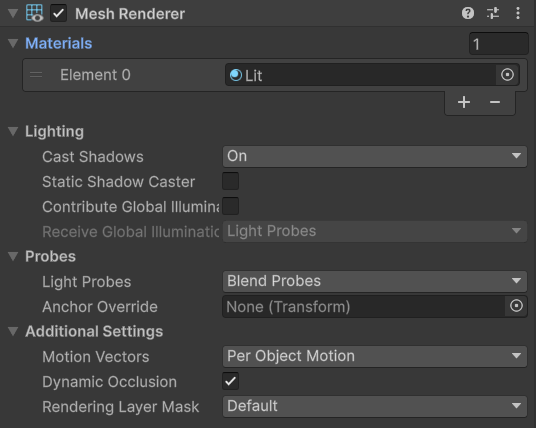 Mesh Renderer
Materials 1
Element 0 Lit
Lighting
Cast Shadows On
Static Shadow Caster
Contribute Global Illumina
Receive Global Illuminatic Light Probes
Probes
Light Probes Blend Probes
Anchor Override None (Transform)
Additional Settings
Motion Vectors Per Object Motion
Dynamic Occlusion
Rendering Layer Mask Default